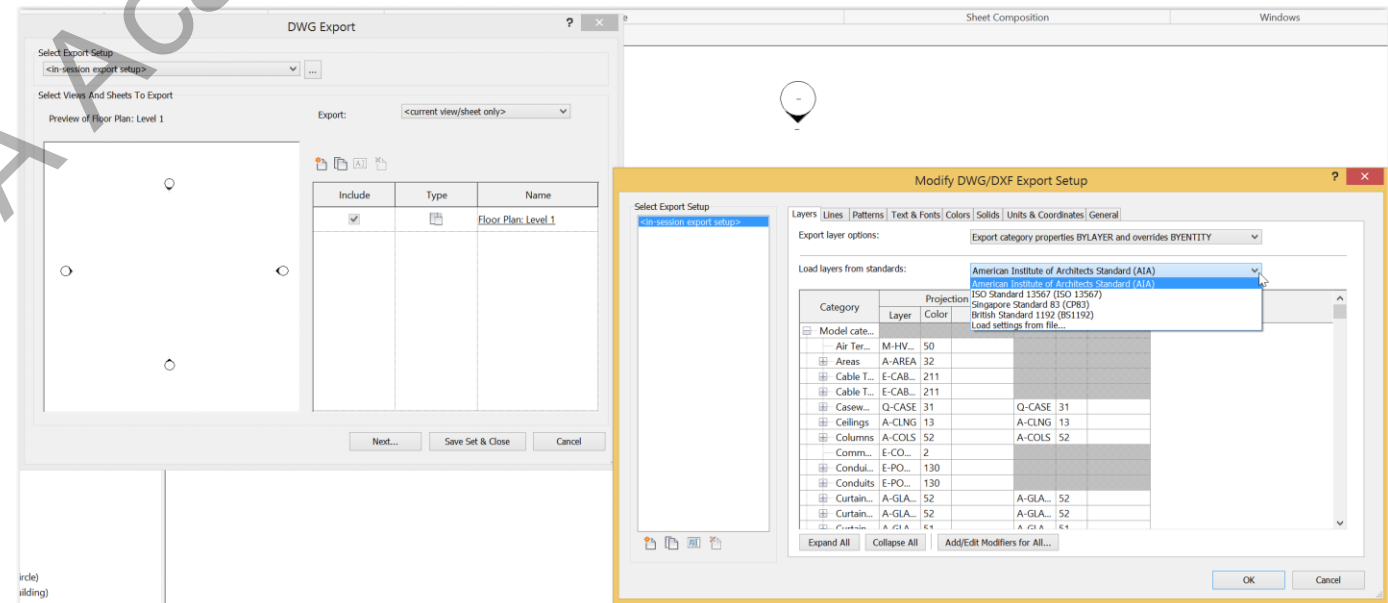 DWG Export
?
Sheet Composition
Windows
Select Export Setup
<in-session export setup>
...
Select Views And Sheets To Export
Preview of Floor Plan: Level 1
Export:
<current view/sheet only>
Include
Type
Name
Floor Plan: Level 1
Next...
Save Set & Close
Cancel
ircle)
uilding)
Modify DWG/DXF Export Setup
?
Select Export Setup
<in-session export setup>
Layers Lines Patterns Text & Fonts Colors Solids Units & Coordinates General
Export layer options:
Export category properties BYLAYER and overrides BYENTITY
Load layers from standards:
American Institute of Architects Standard (AIA)
American Institute of Architects Standard (AIA)
ISO Standard 13567 (ISO 13567)
Singapore Standard 83 (CP83)
British Standard 1192 (BS1192)
Load settings from file...
Category
Projection
Layer Color
Model cate...
Air Ter... M-HV... 50
Areas A-AREA 32
Cable T... E-CAB... 211
Cable T... E-CAB... 211
Casew... Q-CASE 31 Q-CASE 31
Ceilings A-CLNG 13 A-CLNG 13
Columns A-COLS 52 A-COLS 52
Comm... E-CO... 2
Condui... E-PO... 130
Conduits E-PO... 130
Curtain... A-GLA... 52 A-GLA... 52
Curtain... A-GLA... 52 A-GLA... 52
Curtain A-GLA 51 A-GLA 51
Expand All
Collapse All
Add/Edit Modifiers for All...
OK
Cancel